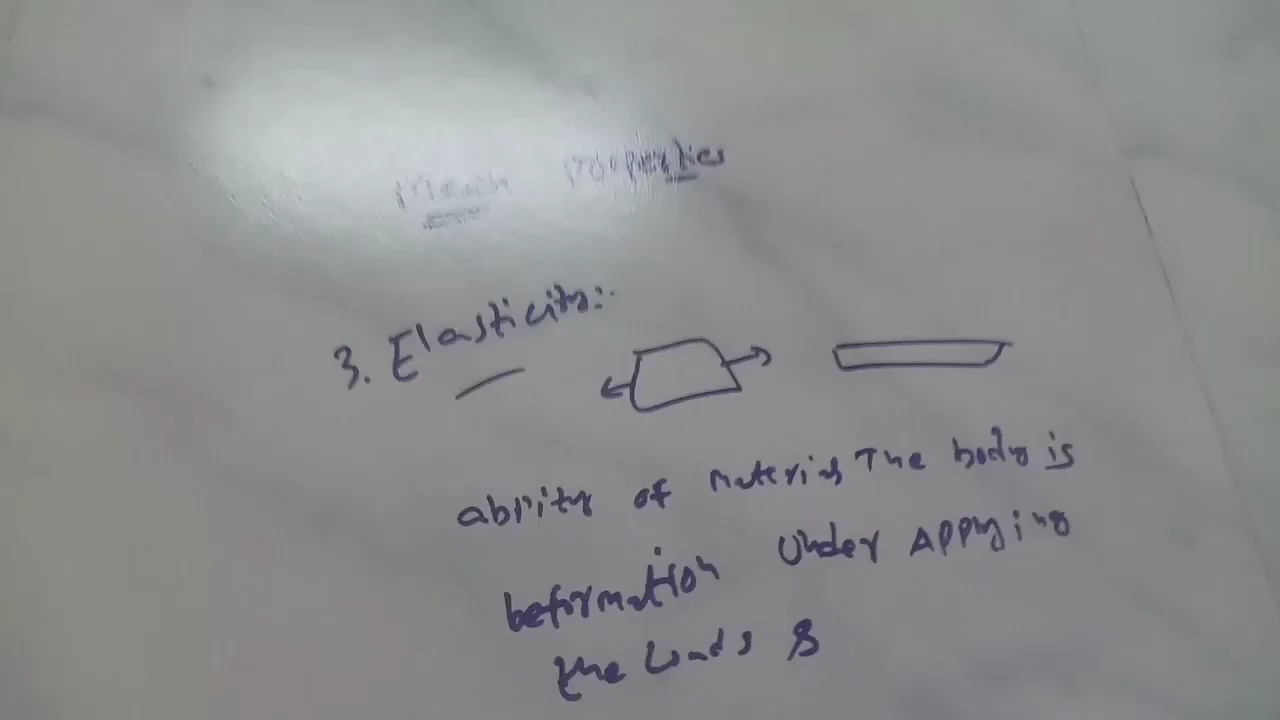 Mech Properties
3. Elasticity:-
ability of material The body is
deformation under applying
the loads &